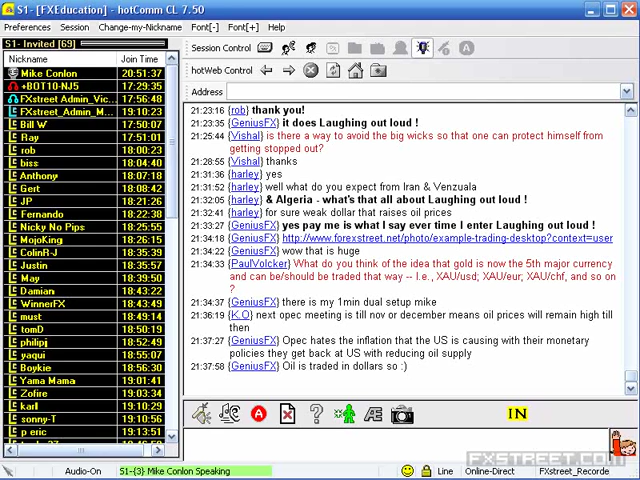 S1- [FXEducation] - hotComm CL 7.50
Preferences Session Change-my-Nickname Font[-] Font[+] Help
S1- Invited [69]
Session Control
Nickname Join Time
hotWeb Control
Address
Mike Conlon 20:51:37
+BOT10-NJ5 17:29:35
FXstreet Admin_Vic... 17:56:48
FXstreet_Admin_M... 19:10:23
Bill W 17:50:07
Ray 17:51:01
rob 18:00:23
biss 18:04:40
Anthony 18:07:18
Gert 18:08:42
JP 18:21:26
Fernando 18:22:38
Nicky No Pips 18:25:15
MojoKing 18:26:15
ColinR-J 18:35:39
Justin 18:35:57
May 18:39:50
Damian 18:43:22
WinnerFX 18:43:49
must 18:49:14
tomD 18:50:19
philipj 18:52:49
yaqui 18:55:07
Boykie 18:56:30
Yama Mama 19:01:41
Zofire 19:03:34
karl 19:10:29
sonny-T 19:10:53
p eric 19:13:51
21:23:16 {rob} thank you!
21:23:35 {GeniusFX} it does Laughing out loud !
21:25:44 {Vishal} is there a way to avoid the big wicks so that one can protect himself from
getting stopped out?
21:28:55 {Vishal} thanks
21:31:36 {harley} yes
21:31:52 {harley} well what do you expect from Iran & Venzuala
21:32:05 {harley} & Algeria - what's that all about Laughing out loud !
21:32:41 {harley} for sure weak dollar that raises oil prices
21:33:27 {GeniusFX} yes pay me is what I say ever time I enter Laughing out loud !
21:34:18 {GeniusFX} http://www.forexstreet.net/photo/example-trading-desktop?context=user
21:34:22 {GeniusFX} wow that is huge
21:34:33 {PaulVolcker} What do you think of the idea that gold is now the 5th major currency
and can be/should be traded that way -- I.e., XAU/usd; XAU/eur; XAU/chf, and so on
?
21:34:37 {GeniusFX} there is my 1min dual setup mike
21:36:19 {K.O} next opec meeting is till nov or december means oil prices will remain high till
then
21:37:27 {GeniusFX} Opec hates the inflation that the US is causing with their monetary
policies they get back at US with reducing oil supply
21:37:58 {GeniusFX} Oil is traded in dollars so :)
IN
FXSTREET.COM
Audio-On S1-{3} Mike Conlon Speaking Line Online-Direct FXstreet_Recorde